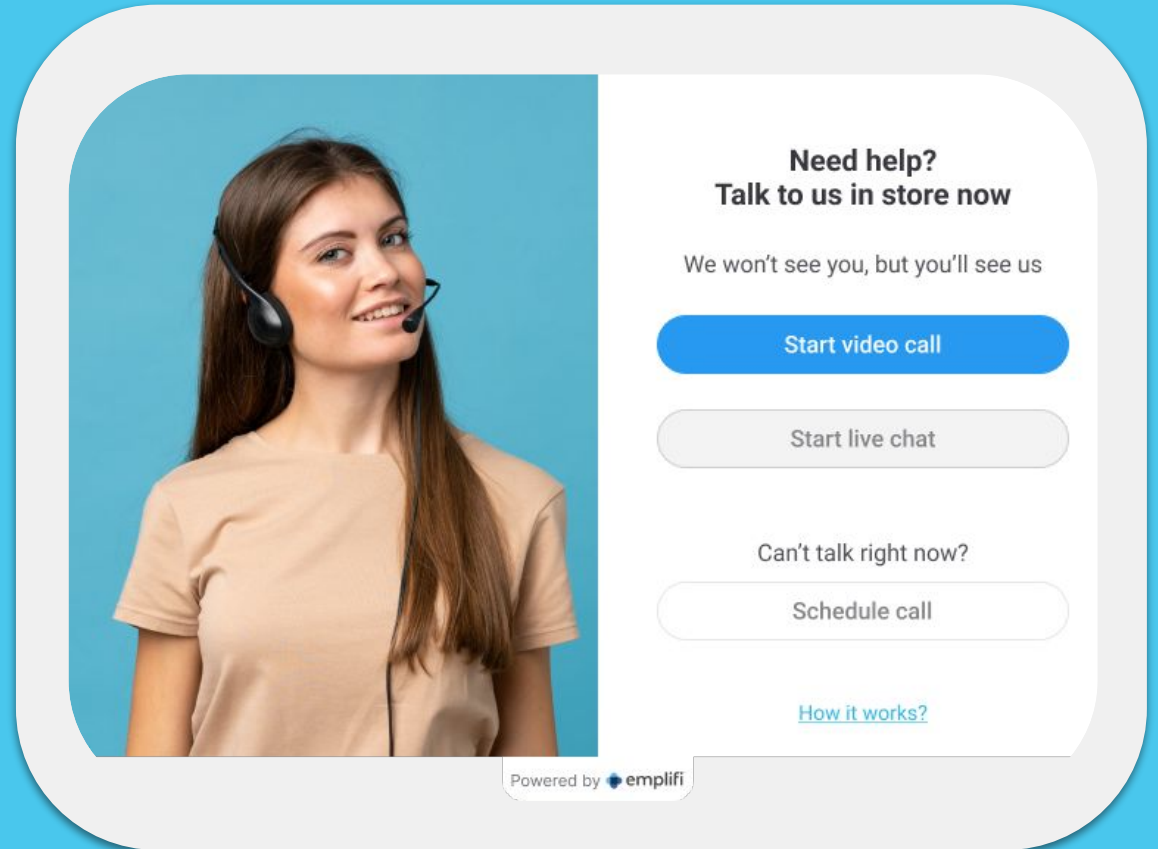 Need help?
Talk to us in store now
We won't see you, but you'll see us
Start video call
Start live chat
Can't talk right now?
Schedule call
How it works?
Powered by emplifi